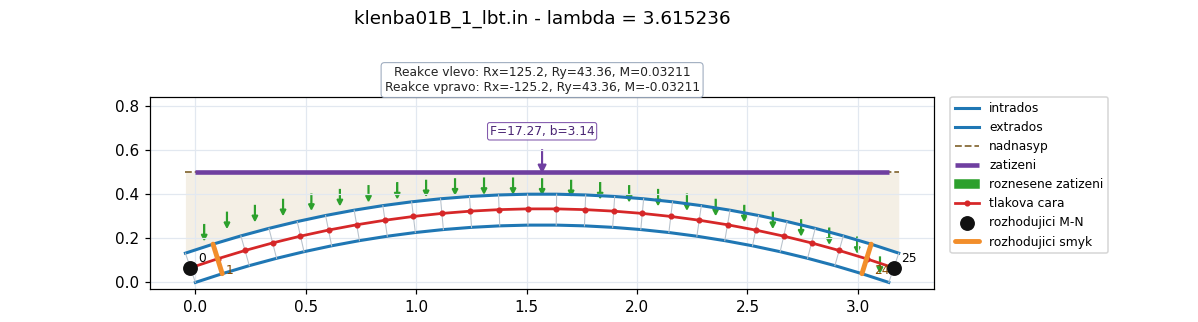 klenba01B_1_lbt.in - lambda = 3.615236
Reakce vlevo: Rx=125.2, Ry=43.36, M=0.03211
Reakce vpravo: Rx=-125.2, Ry=43.36, M=-0.03211
F=17.27, b=3.14
0.8
0.6
0.4
0.2
0.0
0
1
24
25
0.0
0.5
1.0
1.5
2.0
2.5
3.0
intrados
extrados
nadnasyp
zatizeni
roznesene zatizeni
tlakova cara
rozhodujici M-N
rozhodujici smyk